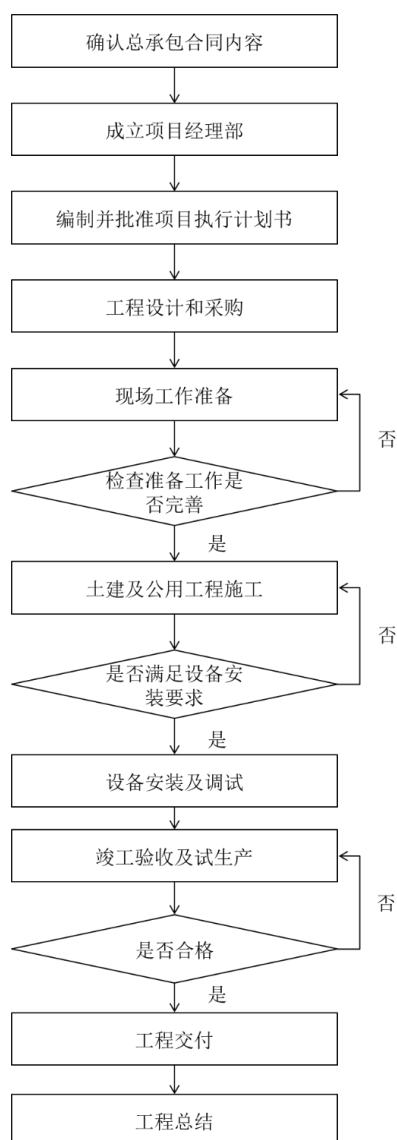 确认总承包合同内容
成立项目经理部
编制并批准项目执行计划书
工程设计和采购
现场工作准备
否
检查准备工作是
否完善
是
土建及公用工程施工
否
是否满足设备安
装要求
是
设备安装及调试
竣工验收及试生产
否
是否合格
是
工程交付
工程总结